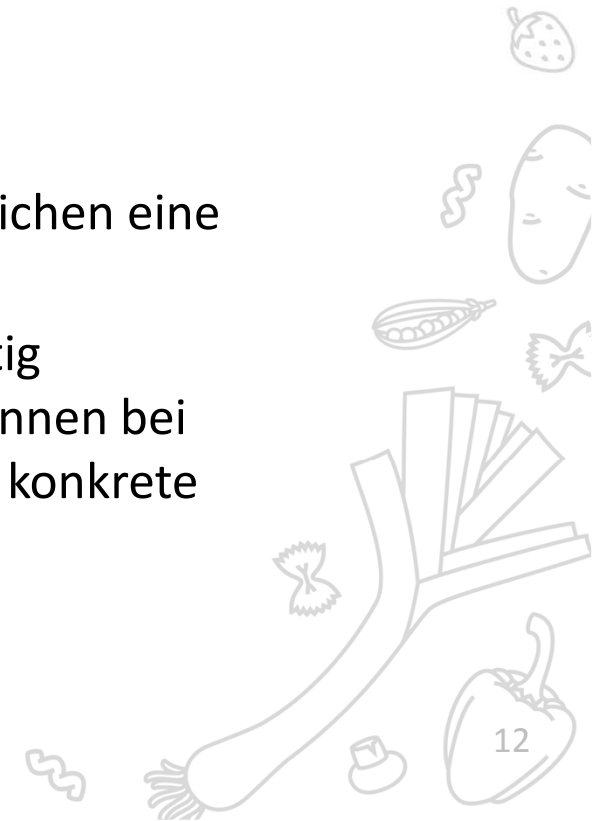 ichen eine
tig
nnen bei
konkrete
12